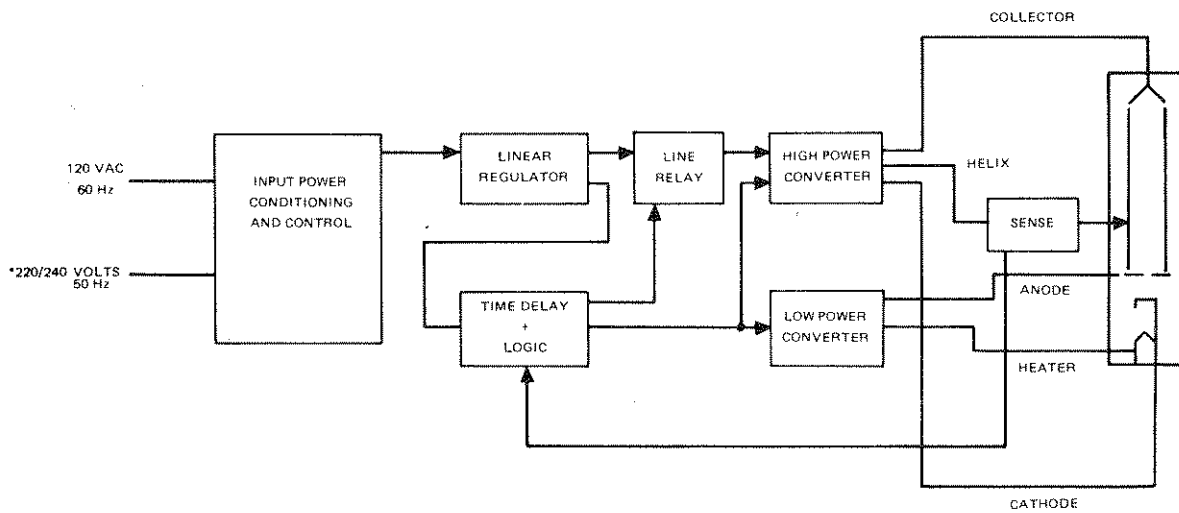 COLLECTOR
120 VAC
60 Hz
*220/240 VOLTS
50 Hz
INPUT POWER
CONDITIONING
AND CONTROL
LINEAR
REGULATOR
LINE
RELAY
HIGH POWER
CONVERTER
HELIX
SENSE
TIME DELAY
+
LOGIC
LOW POWER
CONVERTER
ANODE
HEATER
CATHODE